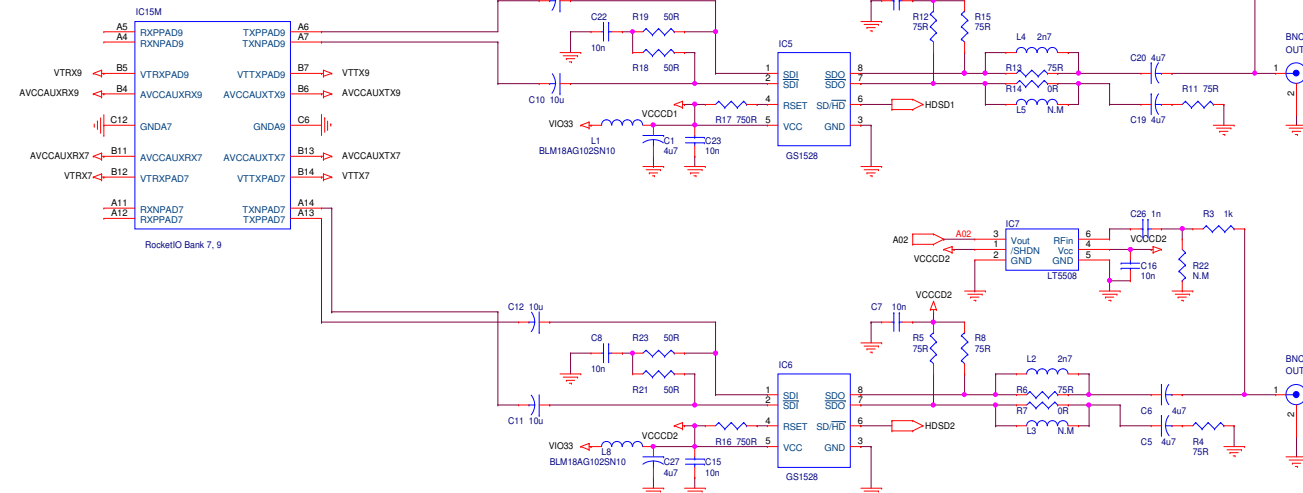 IC15M
A5 RXPPAD9 TXPPAD9 A6
A4 RXNPAD9 TXNPAD9 A7
VTRX9 B5 VTRXPAD9 VTTXPAD9 B7 VTTX9
AVCCAUXRX9 B4 AVCCAUXRX9 AVCCAUXTX9 B6 AVCCAUXTX9
C12 GNDA7 GNDA9 C6
AVCCAUXRX7 B11 AVCCAUXRX7 AVCCAUXTX7 B13 AVCCAUXTX7
VTRX7 B12 VTRXPAD7 VTTXPAD7 B14 VTTX7
A11 RXNPAD7 TXNPAD7 A14
A12 RXPPAD7 TXPPAD7 A13
RocketIO Bank 7, 9
C22
10n
R19 50R
R18 50R
C10 10u
VCCCD1
R17 750R
VIO33
L1
BLM18AG102SN10
C1
4u7
C23
10n
IC5
1 SDI SDO 8
2 SDI SDO 7
4 RSET SD/HD 6
5 VCC GND 3
GS1528
HDSD1
R12
75R
R15
75R
L4 2n7
R13 75R
R14 0R
L5 N.M
C20 4u7
C19 4u7
R11 75R
BNC
OUT
1
2
A02 A02
VCCCD2
IC7
3 Vout RFin 6
1 /SHDN Vcc 4
2 GND GND 5
LT5508
C26 1n
VCCCD2
C16
10n
R3 1k
R22
N.M
C12 10u
C8
10n
R23 50R
R21 50R
C11 10u
VCCCD2
R16 750R
VIO33
L8
BLM18AG102SN10
C27
4u7
C15
10n
IC6
1 SDI SDO 8
2 SDI SDO 7
4 RSET SD/HD 6
5 VCC GND 3
GS1528
HDSD2
C7 10n
VCCCD2
R5
75R
R8
75R
L2 2n7
R6 75R
R7 0R
L3 N.M
C6 4u7
C5 4u7
R4
75R
BNC
OUT
1
2